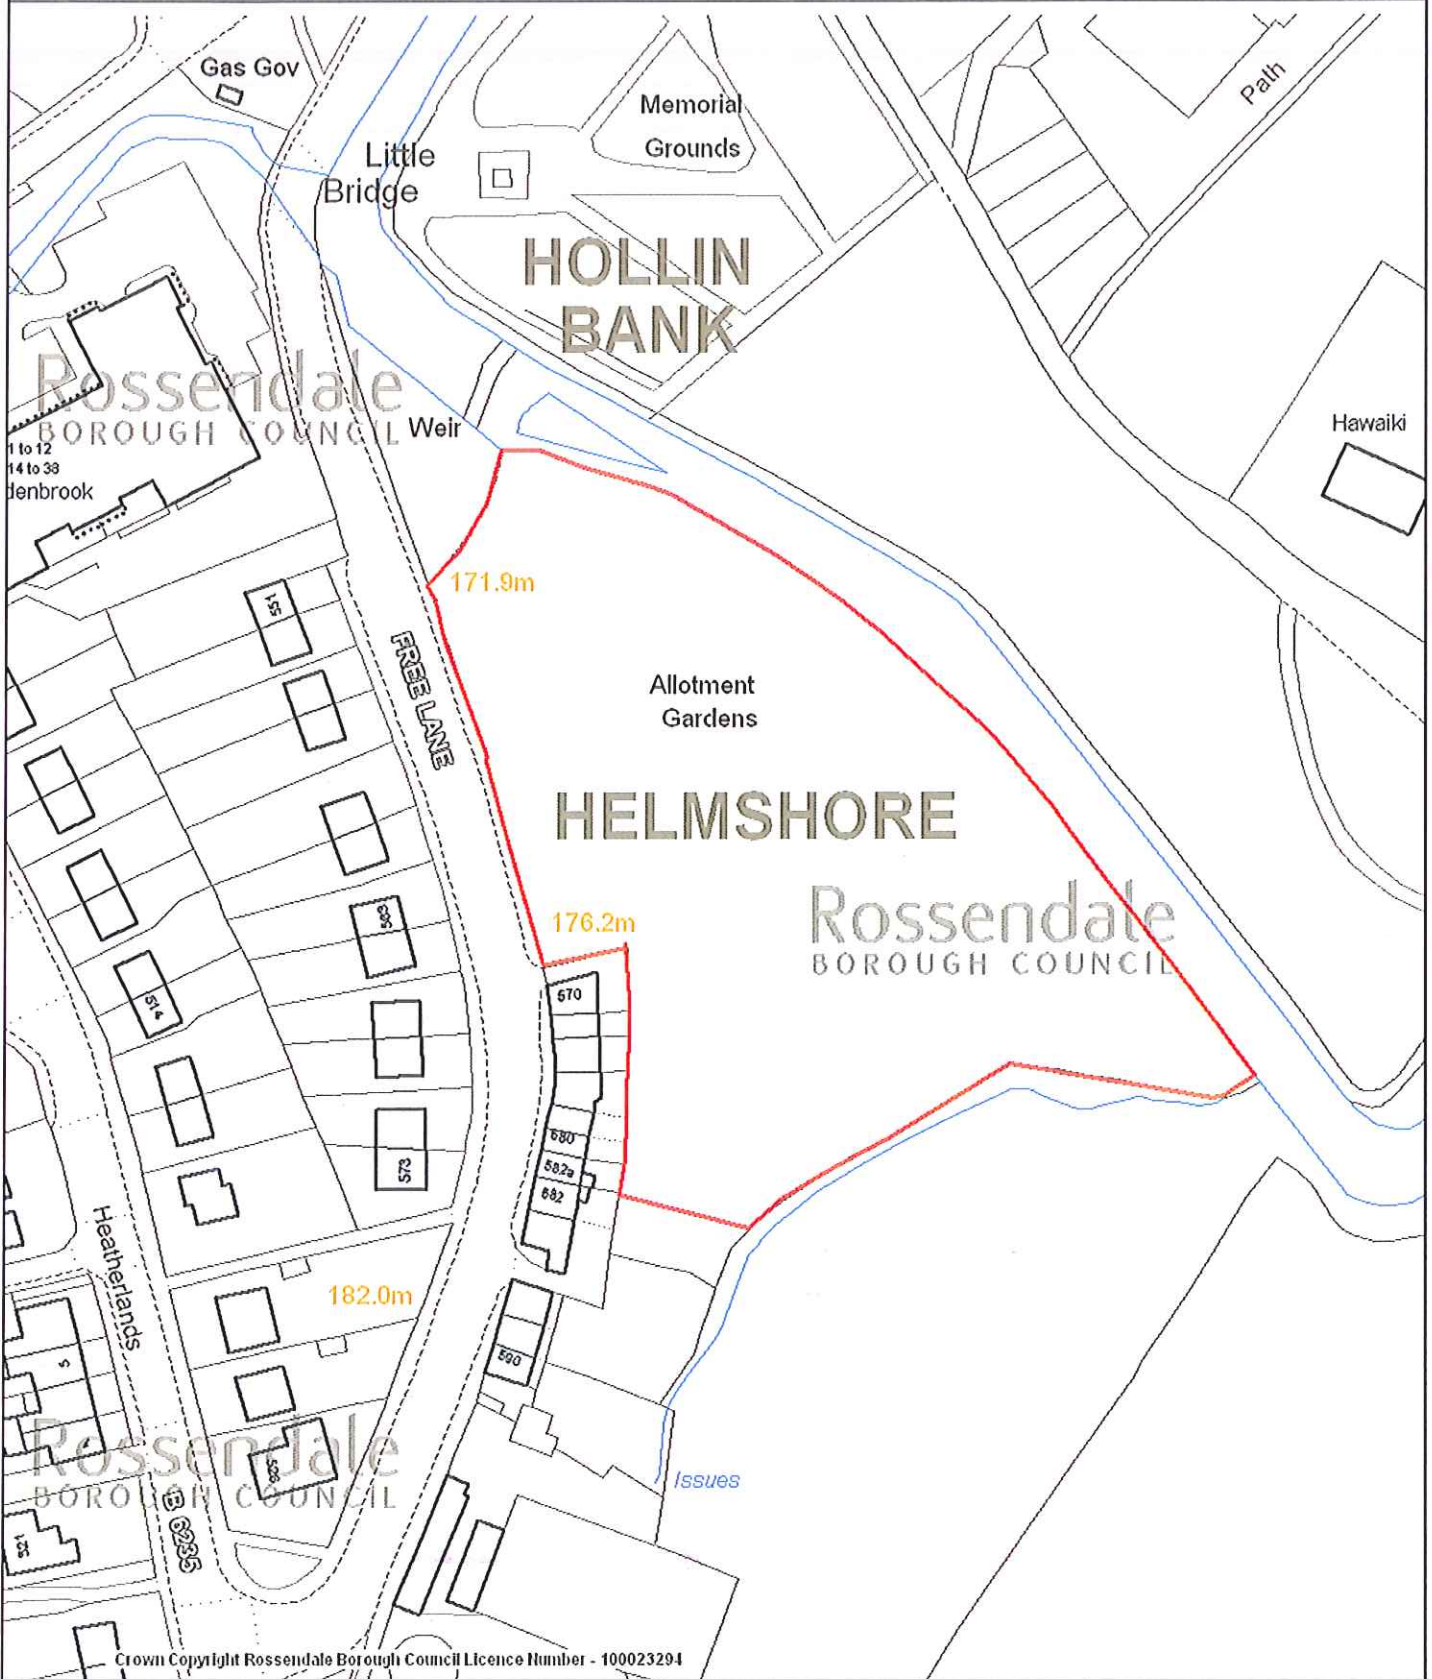 Gas Gov
Memorial
Grounds
Path
Little
Bridge
HOLLIN
BANK
Rossendale
BOROUGH COUNCIL
Weir
Hawaiki
1 to 12
14 to 38
denbrook
171.9m
551
FREE LANE
Allotment
Gardens
HELMSHORE
Rossendale
BOROUGH COUNCIL
176.2m
563
514
570
580
582a
582
573
Heatherlands
182.0m
5
590
Rossendale
BOROUGH COUNCIL
526
Issues
B 6235
521
Crown Copyright Rossendale Borough Council Licence Number - 100023294